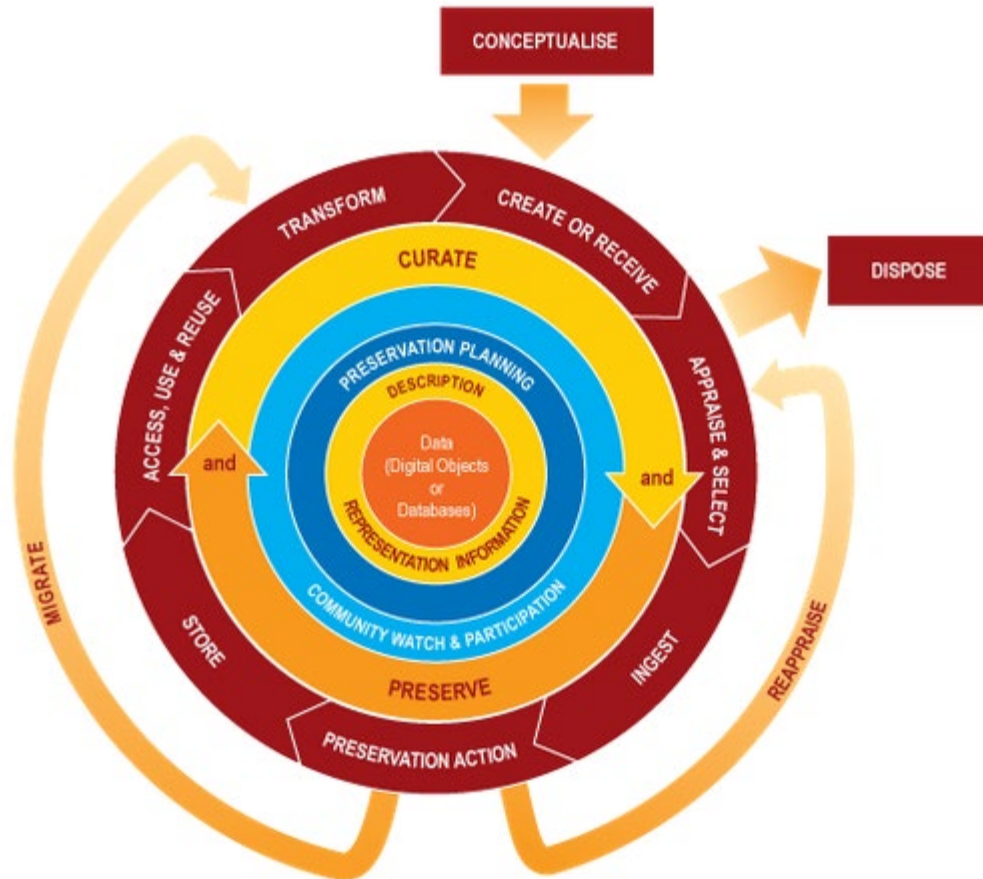 CONCEPTUALISE
DISPOSE
TRANSFORM
CREATE OR RECEIVE
APPRAISE & SELECT
INGEST
PRESERVATION ACTION
STORE
ACCESS, USE & REUSE
MIGRATE
REAPPRAISE
CURATE
and
PRESERVE
and
COMMUNITY WATCH & PARTICIPATION
PRESERVATION PLANNING
DESCRIPTION
REPRESENTATION INFORMATION
Data
(Digital Objects
or
Databases)